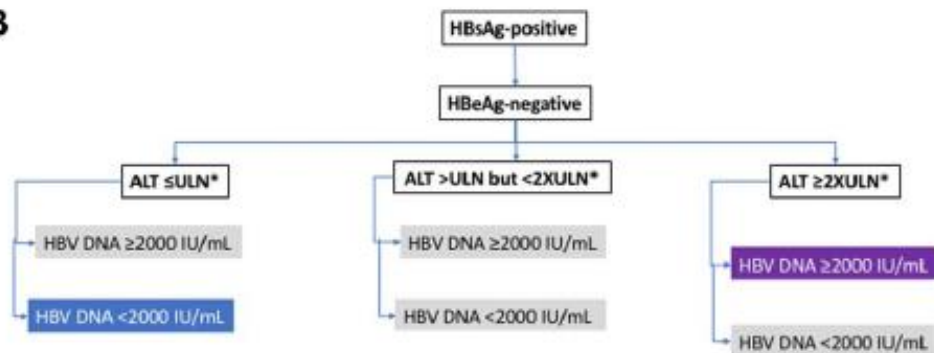 B
HBsAg-positive
HBeAg-negative
ALT ≤ULN*
ALT >ULN but <2XULN*
ALT ≥2XULN*
HBV DNA ≥2000 IU/mL
HBV DNA ≥2000 IU/mL
HBV DNA ≥2000 IU/mL
HBV DNA <2000 IU/mL
HBV DNA <2000 IU/mL
HBV DNA <2000 IU/mL